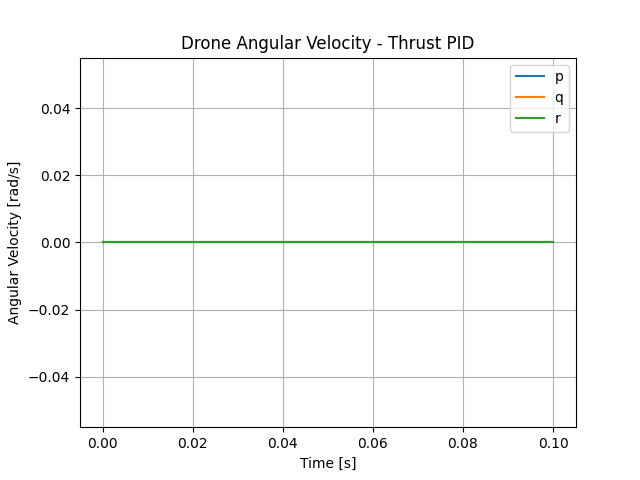 Drone Angular Velocity - Thrust PID
p
q
r
0.04
0.02
0.00
−0.02
−0.04
Angular Velocity [rad/s]
0.00 0.02 0.04 0.06 0.08 0.10
Time [s]